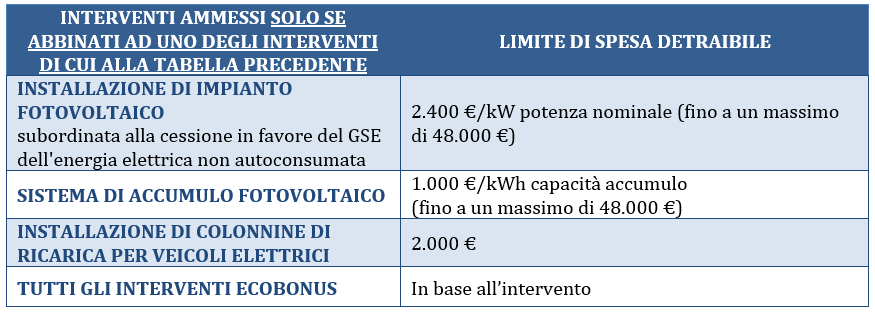 INTERVENTI AMMESSI SOLO SE
ABBINATI AD UNO DEGLI INTERVENTI
DI CUI ALLA TABELLA PRECEDENTE
LIMITE DI SPESA DETRAIBILE
INSTALLAZIONE DI IMPIANTO
FOTOVOLTAICO
subordinata alla cessione in favore del GSE
dell'energia elettrica non autoconsumata
2.400 €/kW potenza nominale (fino a un massimo
di 48.000 €)
SISTEMA DI ACCUMULO FOTOVOLTAICO
1.000 €/kWh capacità accumulo
(fino a un massimo di 48.000 €)
INSTALLAZIONE DI COLONNINE DI
RICARICA PER VEICOLI ELETTRICI
2.000 €
TUTTI GLI INTERVENTI ECOBONUS
In base all’intervento